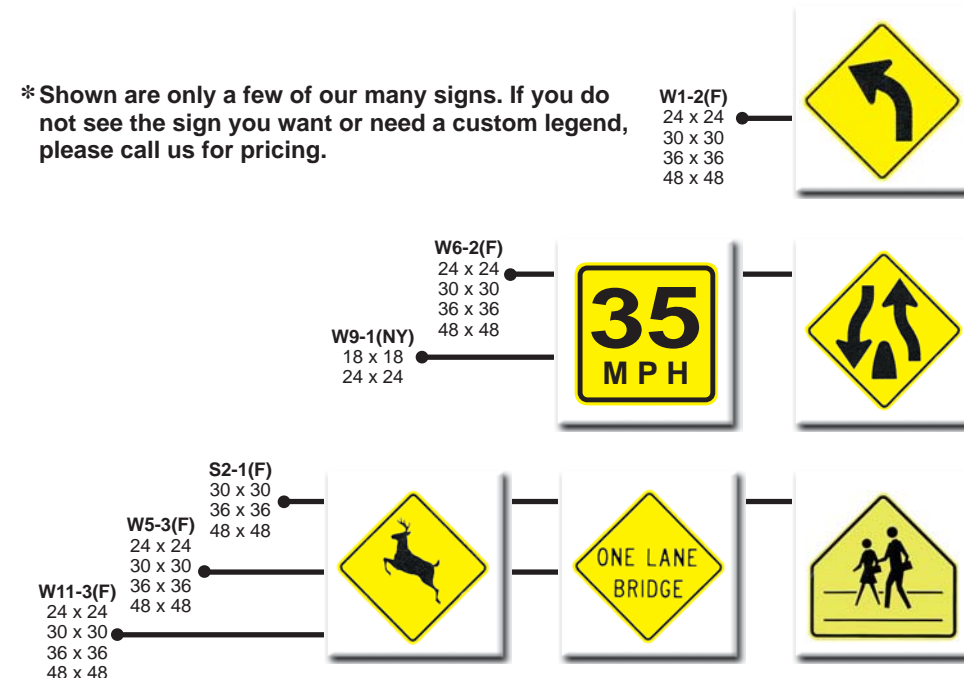 * Shown are only a few of our many signs. If you do
not see the sign you want or need a custom legend,
please call us for pricing.
W1-2(F)
24 x 24
30 x 30
36 x 36
48 x 48
W6-2(F)
24 x 24
30 x 30
36 x 36
48 x 48
W9-1(NY)
18 x 18
24 x 24
35
MPH
S2-1(F)
30 x 30
36 x 36
48 x 48
W5-3(F)
24 x 24
30 x 30
36 x 36
48 x 48
W11-3(F)
24 x 24
30 x 30
36 x 36
48 x 48
ONE LANE
BRIDGE